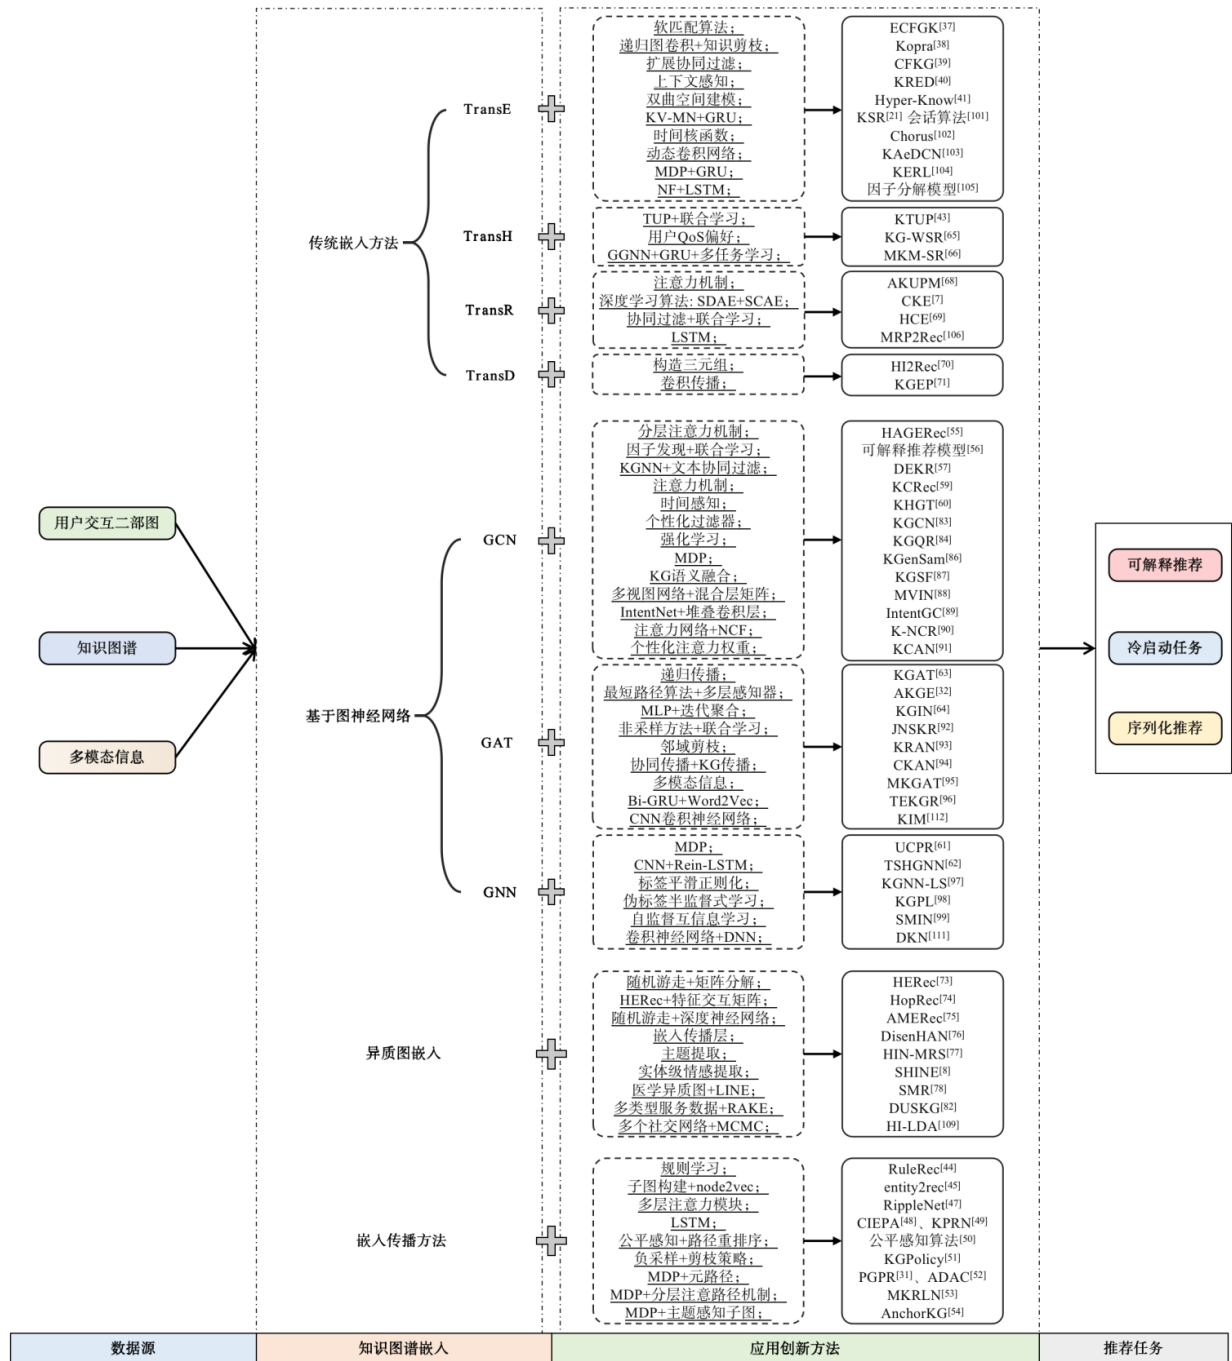 用户交互二部图
知识图谱
多模态信息
传统嵌入方法
TransE
软匹配算法；
递归图卷积+知识剪枝；
扩展协同过滤；
上下文感知；
双曲空间建模；
KV-MN+GRU；
时间核函数；
动态卷积网络；
MDP+GRU；
NF+LSTM；
ECFGK[37]
Kopra[38]
CFKG[39]
KRED[40]
Hyper-Know[41]
KSR[21] 会话算法[101]
Chorus[102]
KAeDCN[103]
KERL[104]
因子分解模型[105]
TransH
TUP+联合学习；
用户QoS偏好；
GGNN+GRU+多任务学习；
KTUP[43]
KG-WSR[65]
MKM-SR[66]
TransR
注意力机制；
深度学习算法: SDAE+SCAE；
协同过滤+联合学习；
LSTM；
AKUPM[68]
CKE[7]
HCE[69]
MRP2Rec[106]
TransD
构造三元组；
卷积传播；
HI2Rec[70]
KGEP[71]
基于图神经网络
GCN
分层注意力机制；
因子发现+联合学习；
KGNN+文本协同过滤；
注意力机制；
时间感知；
个性化过滤器；
强化学习；
MDP；
KG语义融合；
多视图网络+混合层矩阵；
IntentNet+堆叠卷积层；
注意力网络+NCF；
个性化注意力权重；
HAGERec[55]
可解释推荐模型[56]
DEKR[57]
KCRec[59]
KHGT[60]
KGCN[83]
KGQR[84]
KGenSam[86]
KGSF[87]
MVIN[88]
IntentGC[89]
K-NCR[90]
KCAN[91]
GAT
递归传播；
最短路径算法+多层感知器；
MLP+迭代聚合；
非采样方法+联合学习；
邻域剪枝；
协同传播+KG传播；
多模态信息；
Bi-GRU+Word2Vec；
CNN卷积神经网络；
KGAT[63]
AKGE[32]
KGIN[64]
JNSKR[92]
KRAN[93]
CKAN[94]
MKGAT[95]
TEKGR[96]
KIM[112]
GNN
MDP；
CNN+Rein-LSTM；
标签平滑正则化；
伪标签半监督式学习；
自监督互信息学习；
卷积神经网络+DNN；
UCPR[61]
TSHGNN[62]
KGNN-LS[97]
KGPL[98]
SMIN[99]
DKN[111]
异质图嵌入
随机游走+矩阵分解；
HERec+特征交互矩阵；
随机游走+深度神经网络；
嵌入传播层；
主题提取；
实体级情感提取；
医学异质图+LINE；
多类型服务数据+RAKE；
多个社交网络+MCMC；
HERec[73]
HopRec[74]
AMERec[75]
DisenHAN[76]
HIN-MRS[77]
SHINE[8]
SMR[78]
DUSKG[82]
HI-LDA[109]
嵌入传播方法
规则学习；
子图构建+node2vec；
多层注意力模块；
LSTM；
公平感知+路径重排序；
负采样+剪枝策略；
MDP+元路径；
MDP+分层注意路径机制；
MDP+主题感知子图；
RuleRec[44]
entity2rec[45]
RippleNet[47]
CIEPA[48]、KPRN[49]
公平感知算法[50]
KGPolicy[51]
PGPR[31]、ADAC[52]
MKRLN[53]
AnchorKG[54]
可解释推荐
冷启动任务
序列化推荐
数据源
知识图谱嵌入
应用创新方法
推荐任务